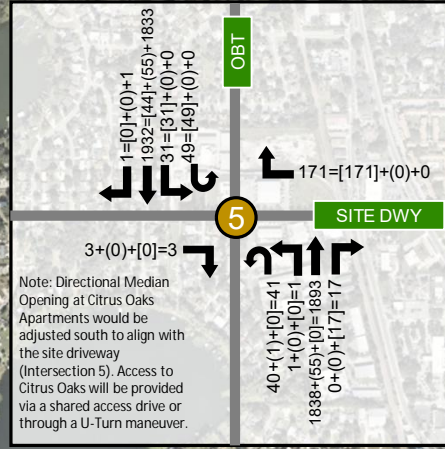 OBT
1=[0]+(0)+1
1932=[44]+(55)+1833
31=[31]+(0)+0
49=[49]+(0)+0
171=[171]+(0)+0
5
SITE DWY
3+(0)+[0]=3
40+(1)+[0]=41
1+(0)+[0]=1
1838+(55)+[0]=1893
0+(0)+[17]=17
Note: Directional Median
Opening at Citrus Oaks
Apartments would be
adjusted south to align with
the site driveway
(Intersection 5). Access to
Citrus Oaks will be provided
via a shared access drive or
through a U-Turn maneuver.